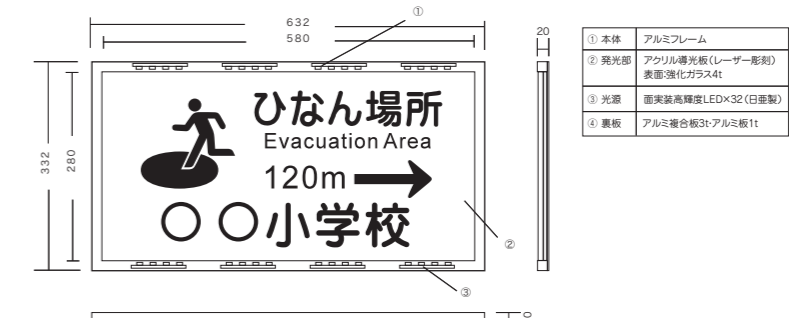 632
580
①
20
332
280
ひなん場所
Evacuation Area
120m
○○小学校
②
③
① 本体 アルミフレーム
② 発光部 アクリル導光板（レーザー彫刻）
表面:強化ガラス4t
③ 光源 面実装高輝度LED×32（日亜製）
④ 裏板 アルミ複合板3t・アルミ板1t